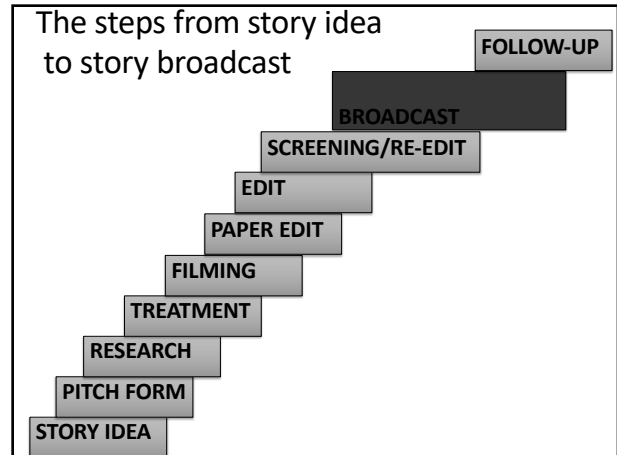 The steps from story idea
to story broadcast
FOLLOW-UP
BROADCAST
SCREENING/RE-EDIT
EDIT
PAPER EDIT
FILMING
TREATMENT
RESEARCH
PITCH FORM
STORY IDEA